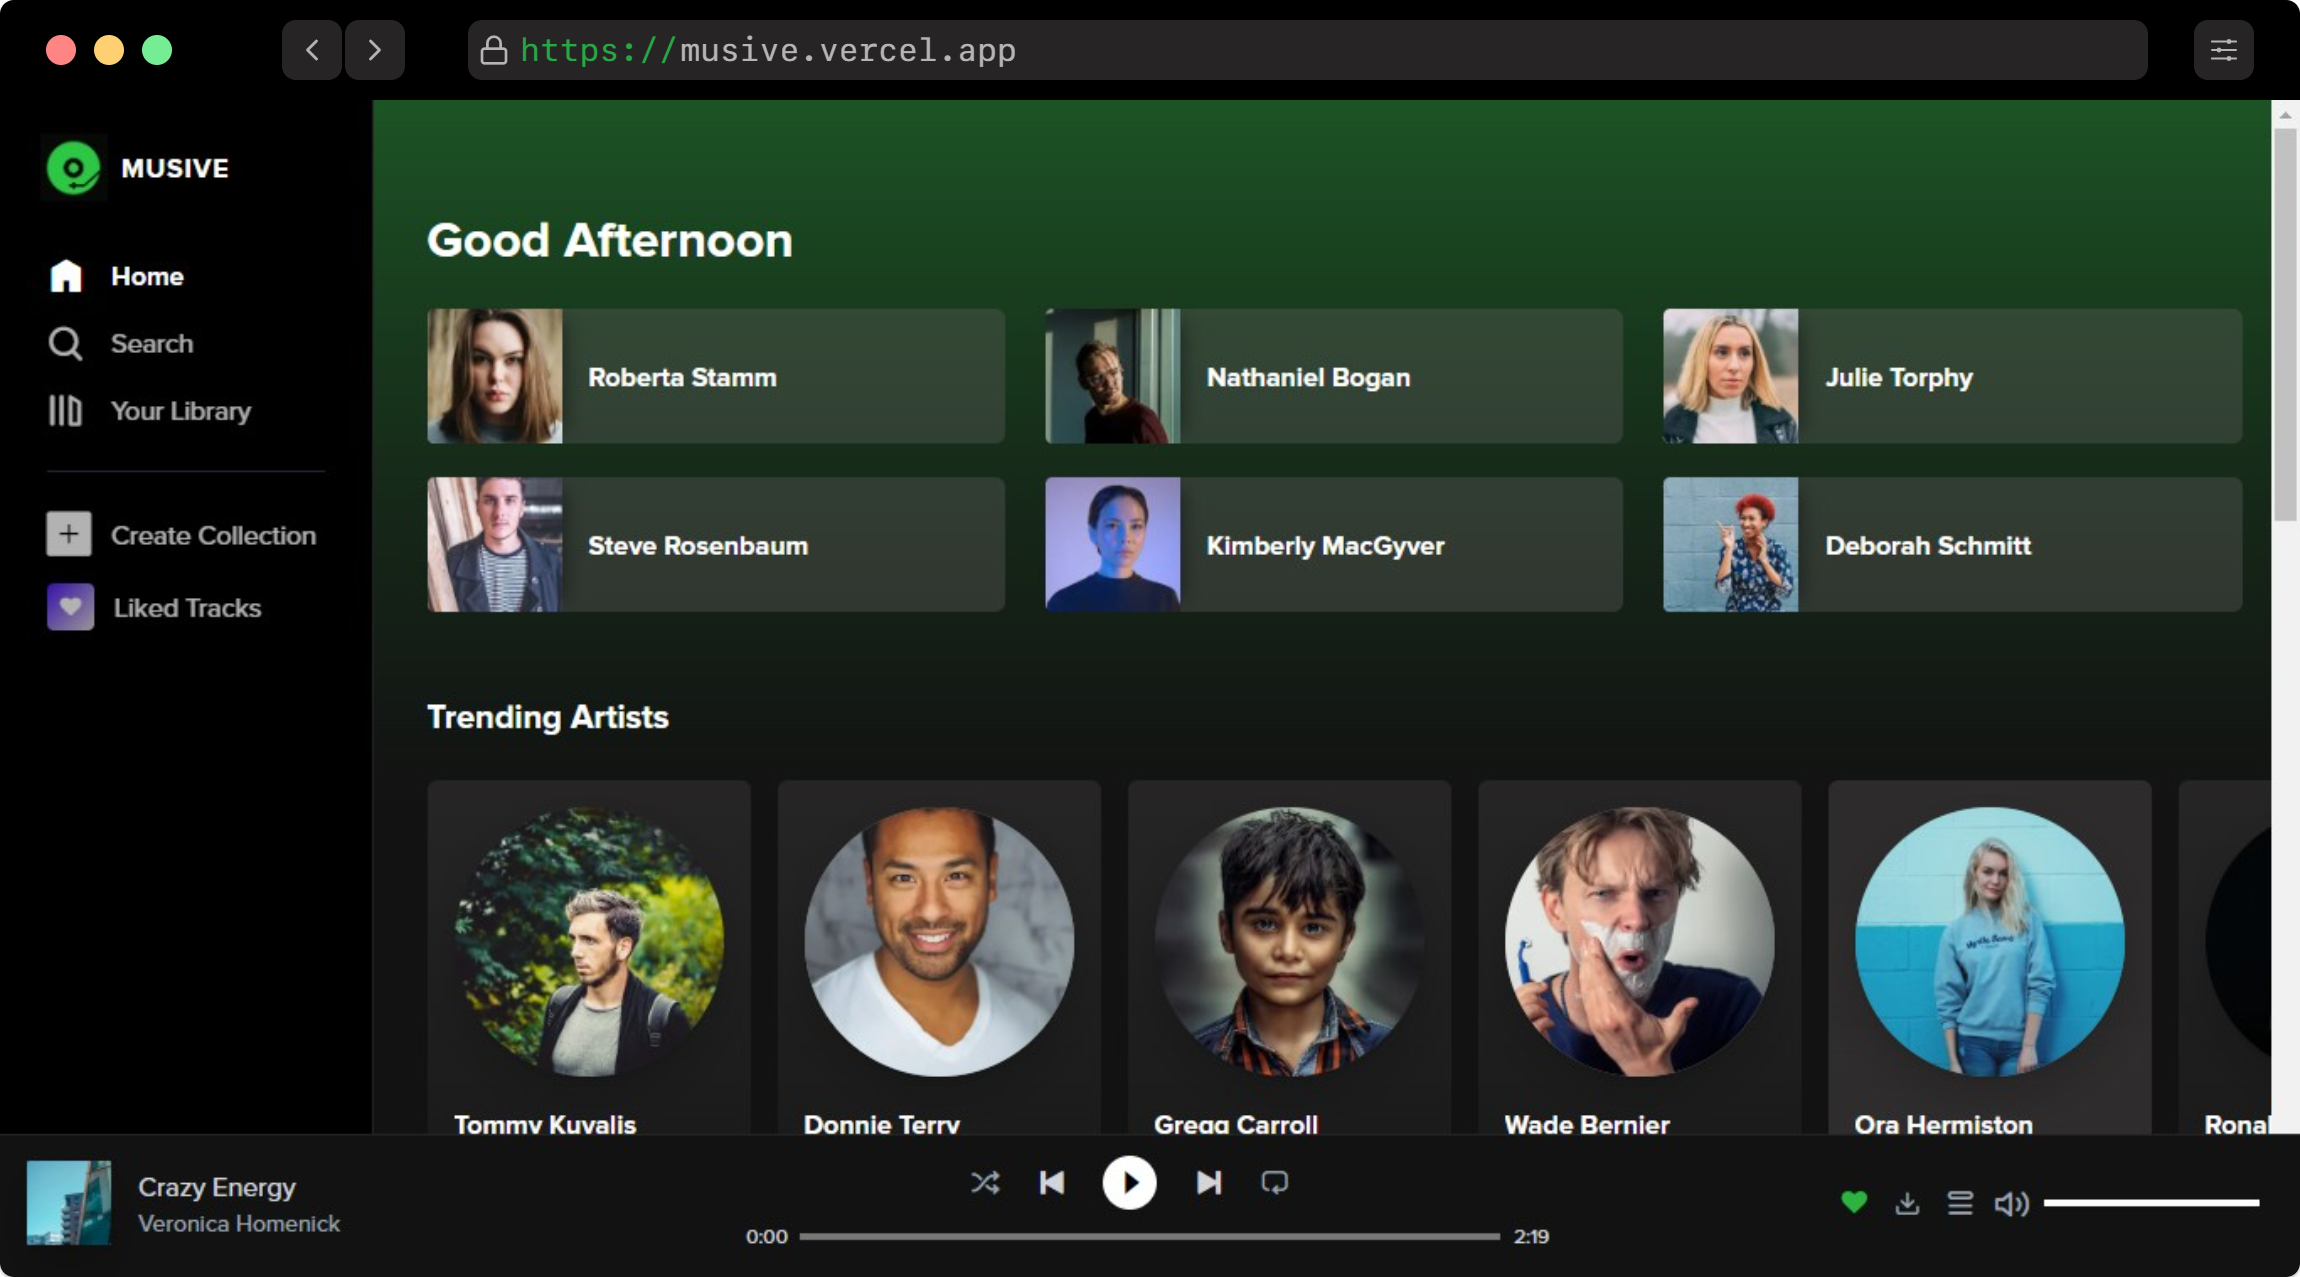 https://musive.vercel.app
MUSIVE
Home
Search
Your Library
Create Collection
Liked Tracks
Good Afternoon
Roberta Stamm
Nathaniel Bogan
Julie Torphy
Steve Rosenbaum
Kimberly MacGyver
Deborah Schmitt
Trending Artists
Tommy Kuvalis
Donnie Terry
Gregg Carroll
Wade Bernier
Ora Hermiston
Rona
Crazy Energy
Veronica Homenick
0:00
2:19